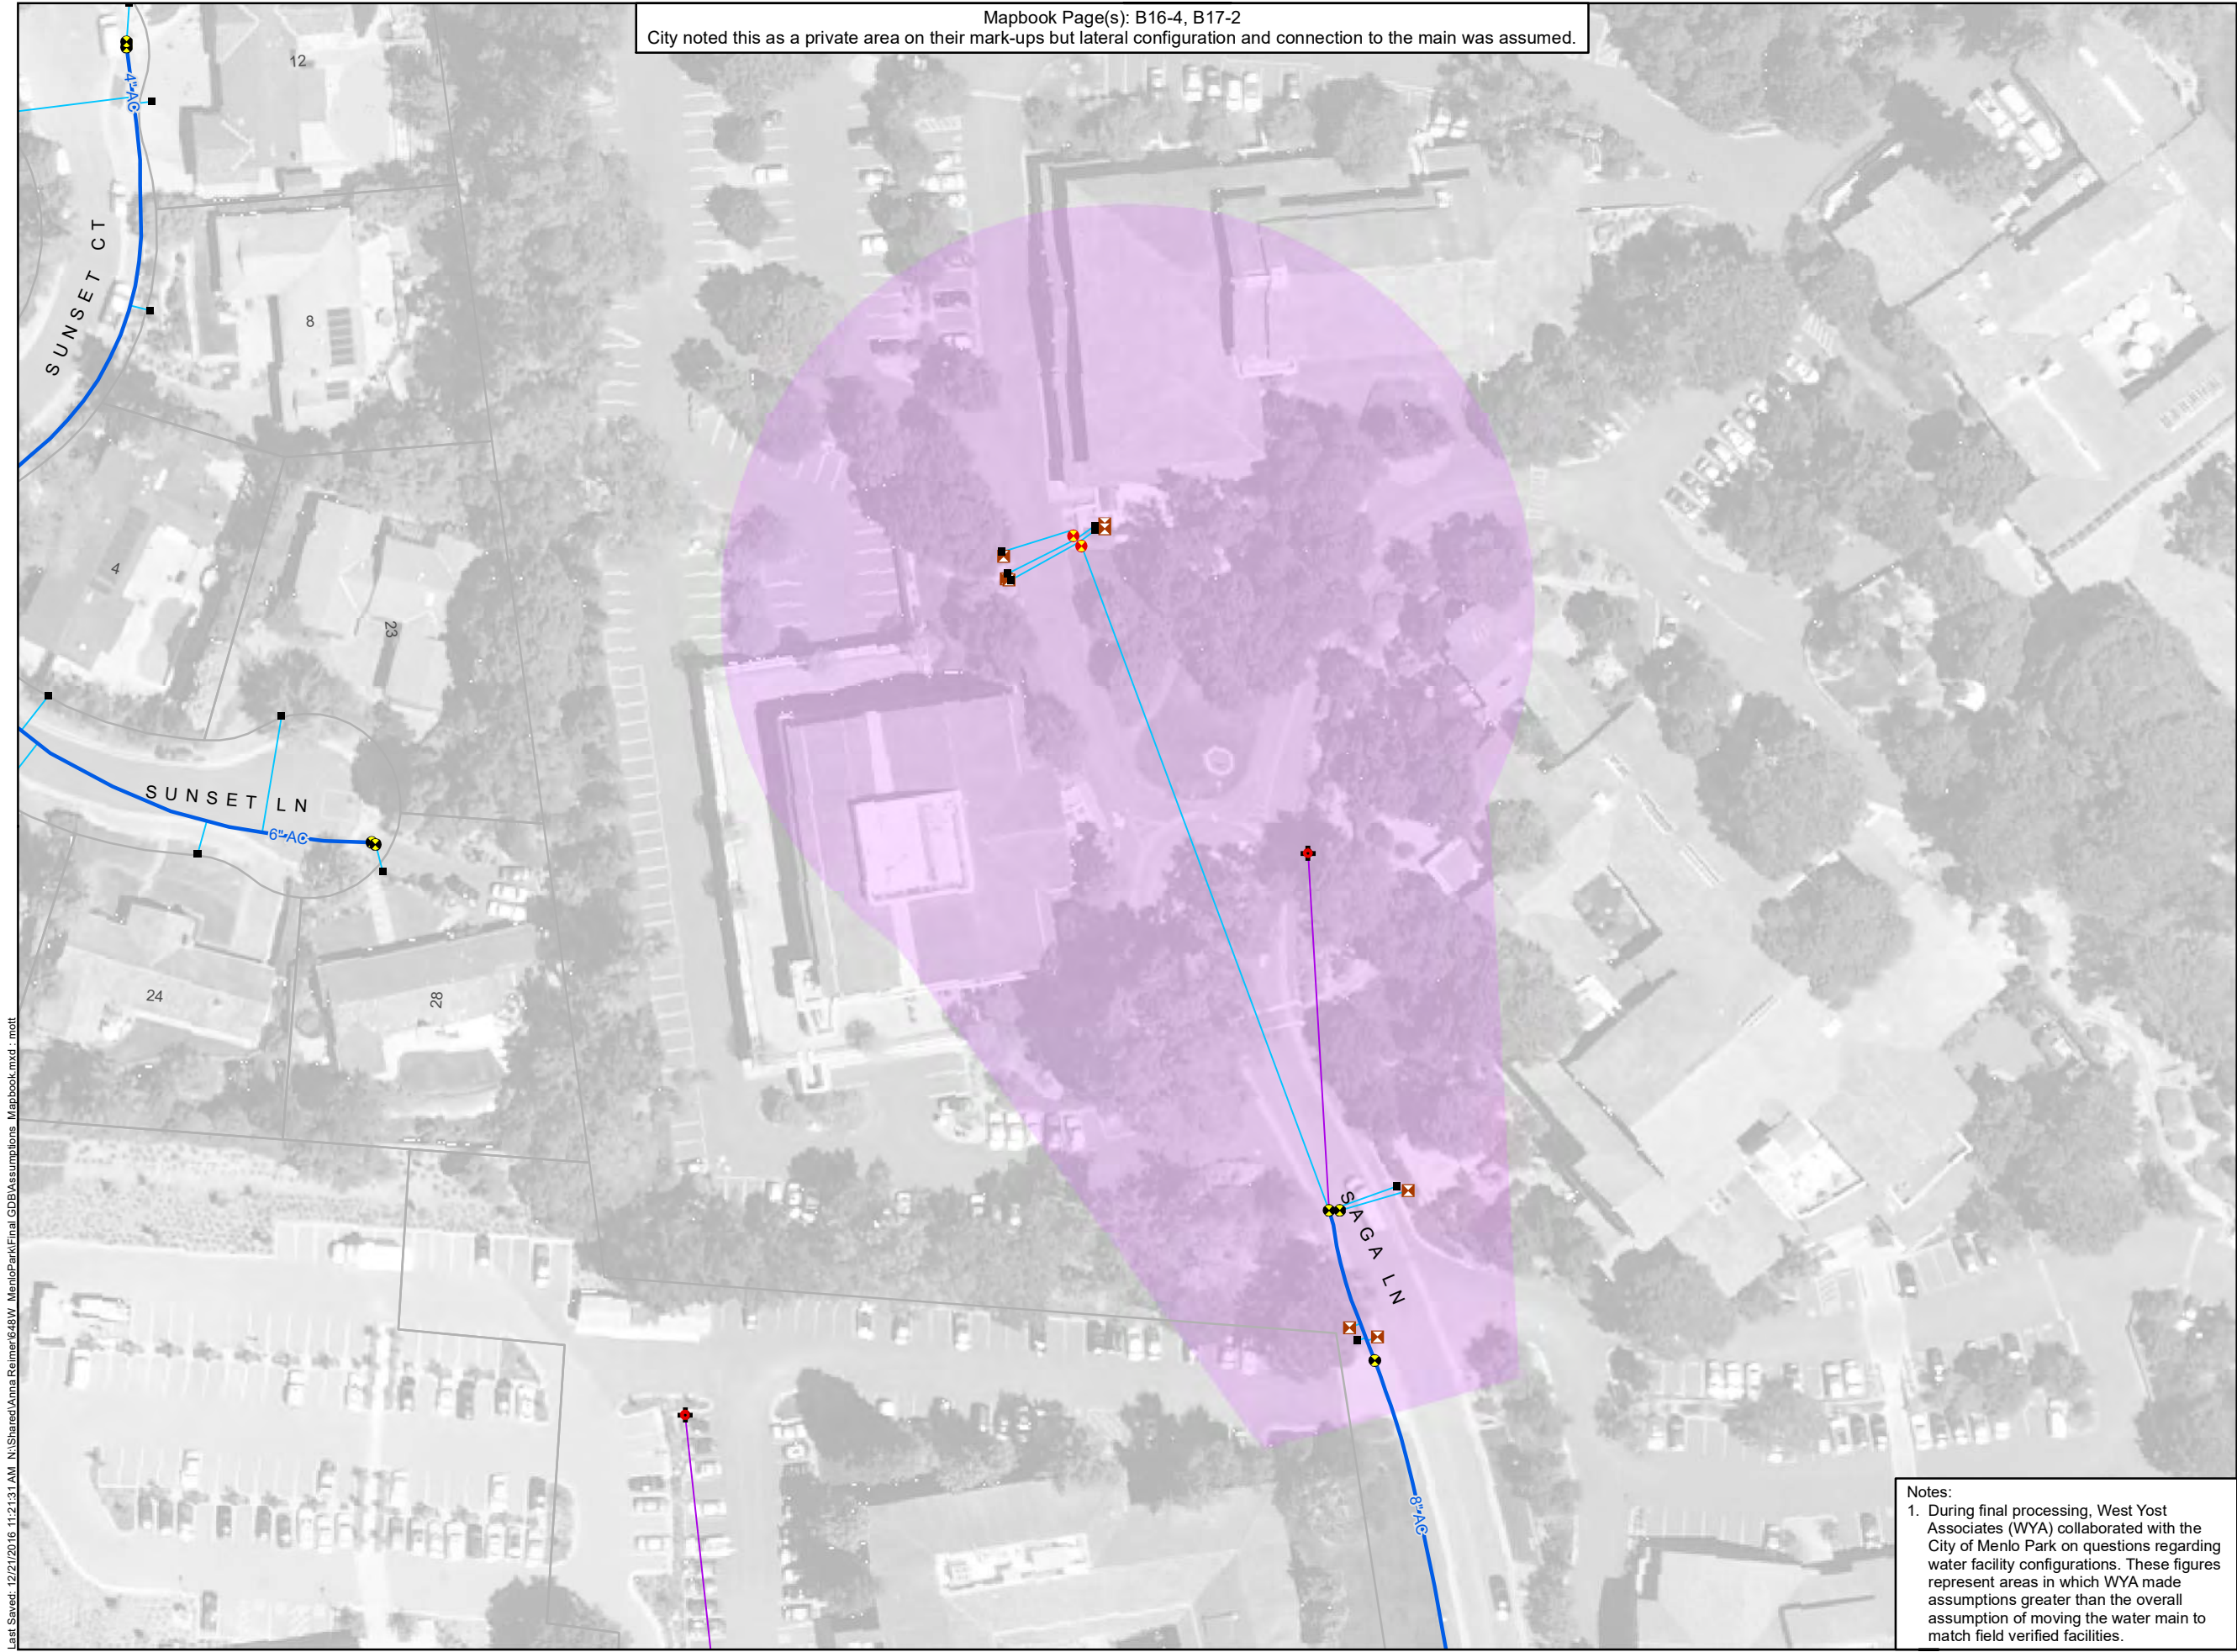 Mapbook Page(s): B16-4, B17-2
City noted this as a private area on their mark-ups but lateral configuration and connection to the main was assumed.
12
4"-AC
SUNSET CT
8
4
23
SUNSET LN
6"-AC
24
28
SAGA LN
8"-AC
Last Saved: 12/21/2016 11:21:31 AM N:\Shared\Anna Reimer\648W_MenloPark\Final GDB\Assumptions_Mapbook.mxd : mott
Notes:
1. During final processing, West Yost
Associates (WYA) collaborated with the
City of Menlo Park on questions regarding
water facility configurations. These figures
represent areas in which WYA made
assumptions greater than the overall
assumption of moving the water main to
match field verified facilities.